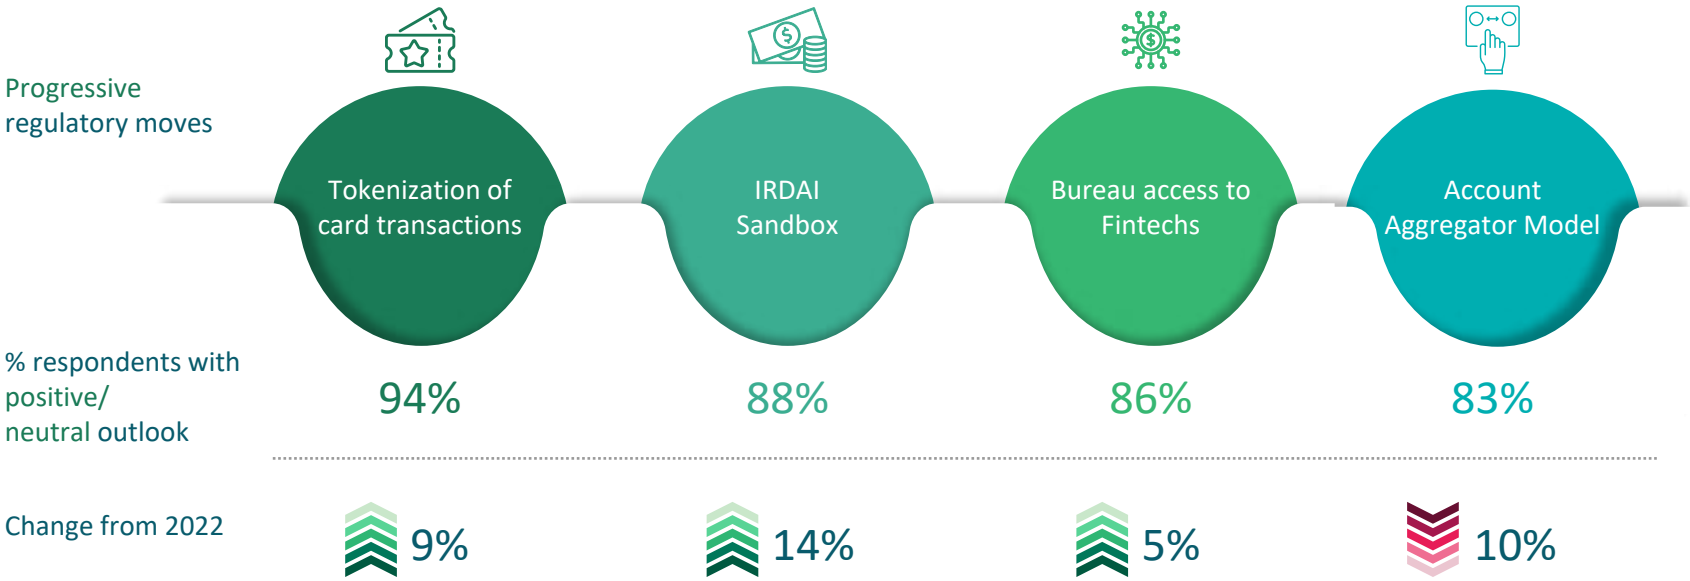 Progressive
regulatory moves
Tokenization of
card transactions
IRDAI
Sandbox
Bureau access to
Fintechs
Account
Aggregator Model
% respondents with
positive/
neutral outlook
94%
88%
86%
83%
Change from 2022
9%
14%
5%
10%